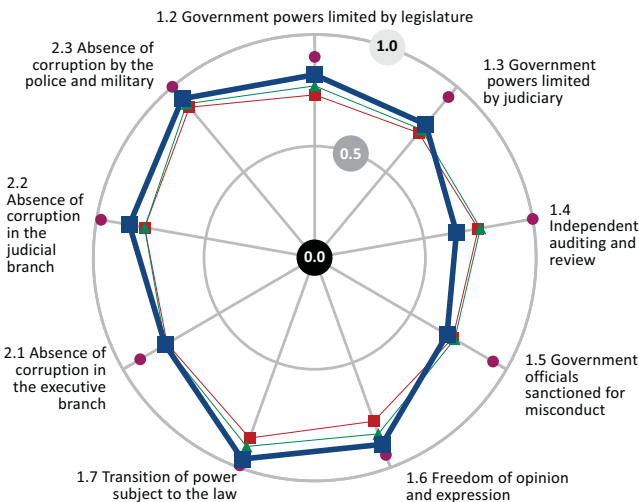 1.2 Government powers limited by legislature
2.3 Absence of
corruption by the
police and military
1.0
1.3 Government
powers limited
by judiciary
0.5
2.2
Absence of
corruption
in the
judicial
branch
1.4
Independent
auditing and
review
0.0
2.1 Absence of
corruption in
the executive
branch
1.5 Government
officials
sanctioned for
misconduct
1.7 Transition of power
subject to the law
1.6 Freedom of opinion
and expression